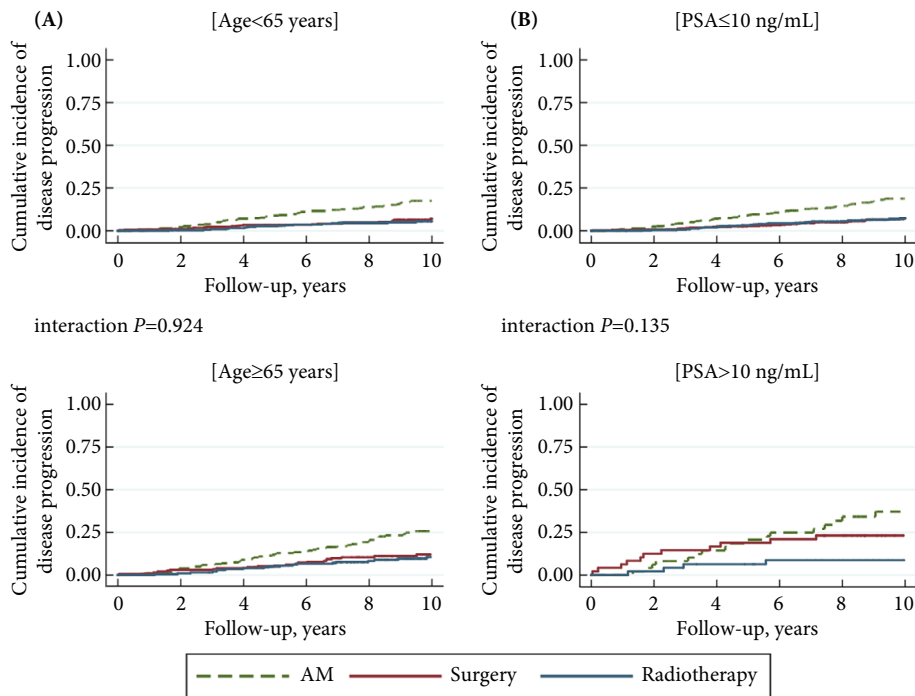 (A)
[Age<65 years]
Cumulative incidence of
disease progression
1.00
0.75
0.50
0.25
0.00
0 2 4 6 8 10
Follow-up, years
interaction P=0.924
[Age≥65 years]
Cumulative incidence of
disease progression
1.00
0.75
0.50
0.25
0.00
0 2 4 6 8 10
Follow-up, years
(B)
[PSA≤10 ng/mL]
Cumulative incidence of
disease progression
1.00
0.75
0.50
0.25
0.00
0 2 4 6 8 10
Follow-up, years
interaction P=0.135
[PSA>10 ng/mL]
Cumulative incidence of
disease progression
1.00
0.75
0.50
0.25
0.00
0 2 4 6 8 10
Follow-up, years
AM Surgery Radiotherapy